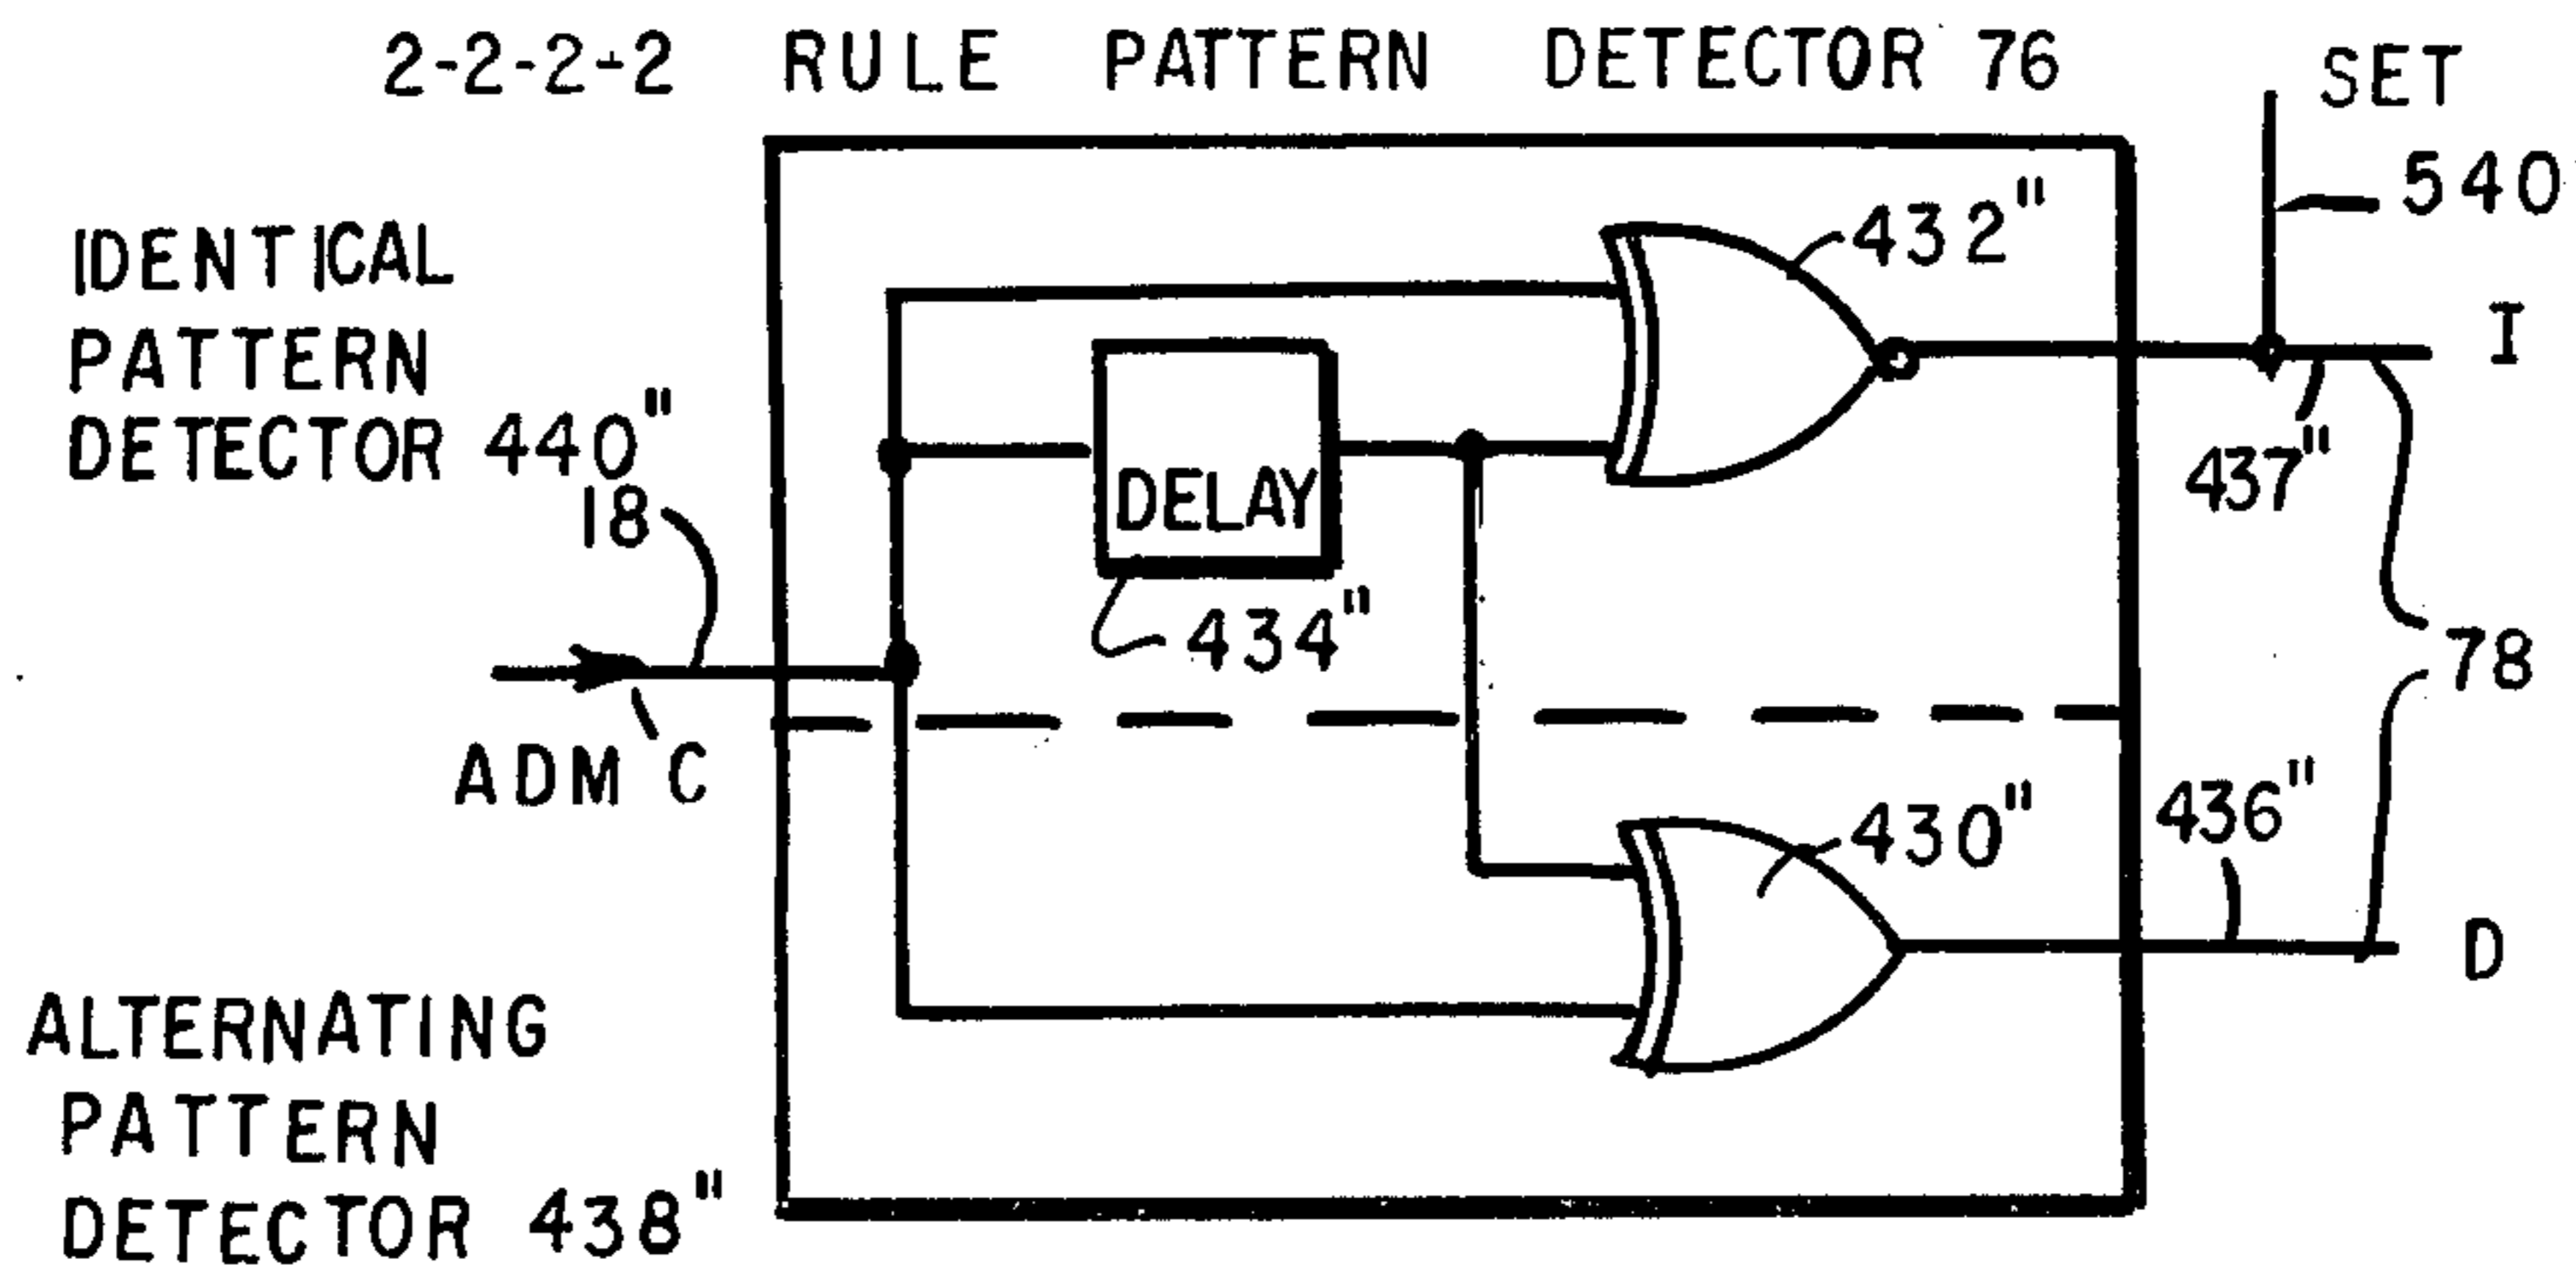 2-2-2-2 RULE PATTERN DETECTOR 76
SET
540
IDENTICAL
PATTERN
DETECTOR 440"
432"
I
437"
18
DELAY
434"
78
ADM C
430"
436"
D
ALTERNATING
PATTERN
DETECTOR 438"